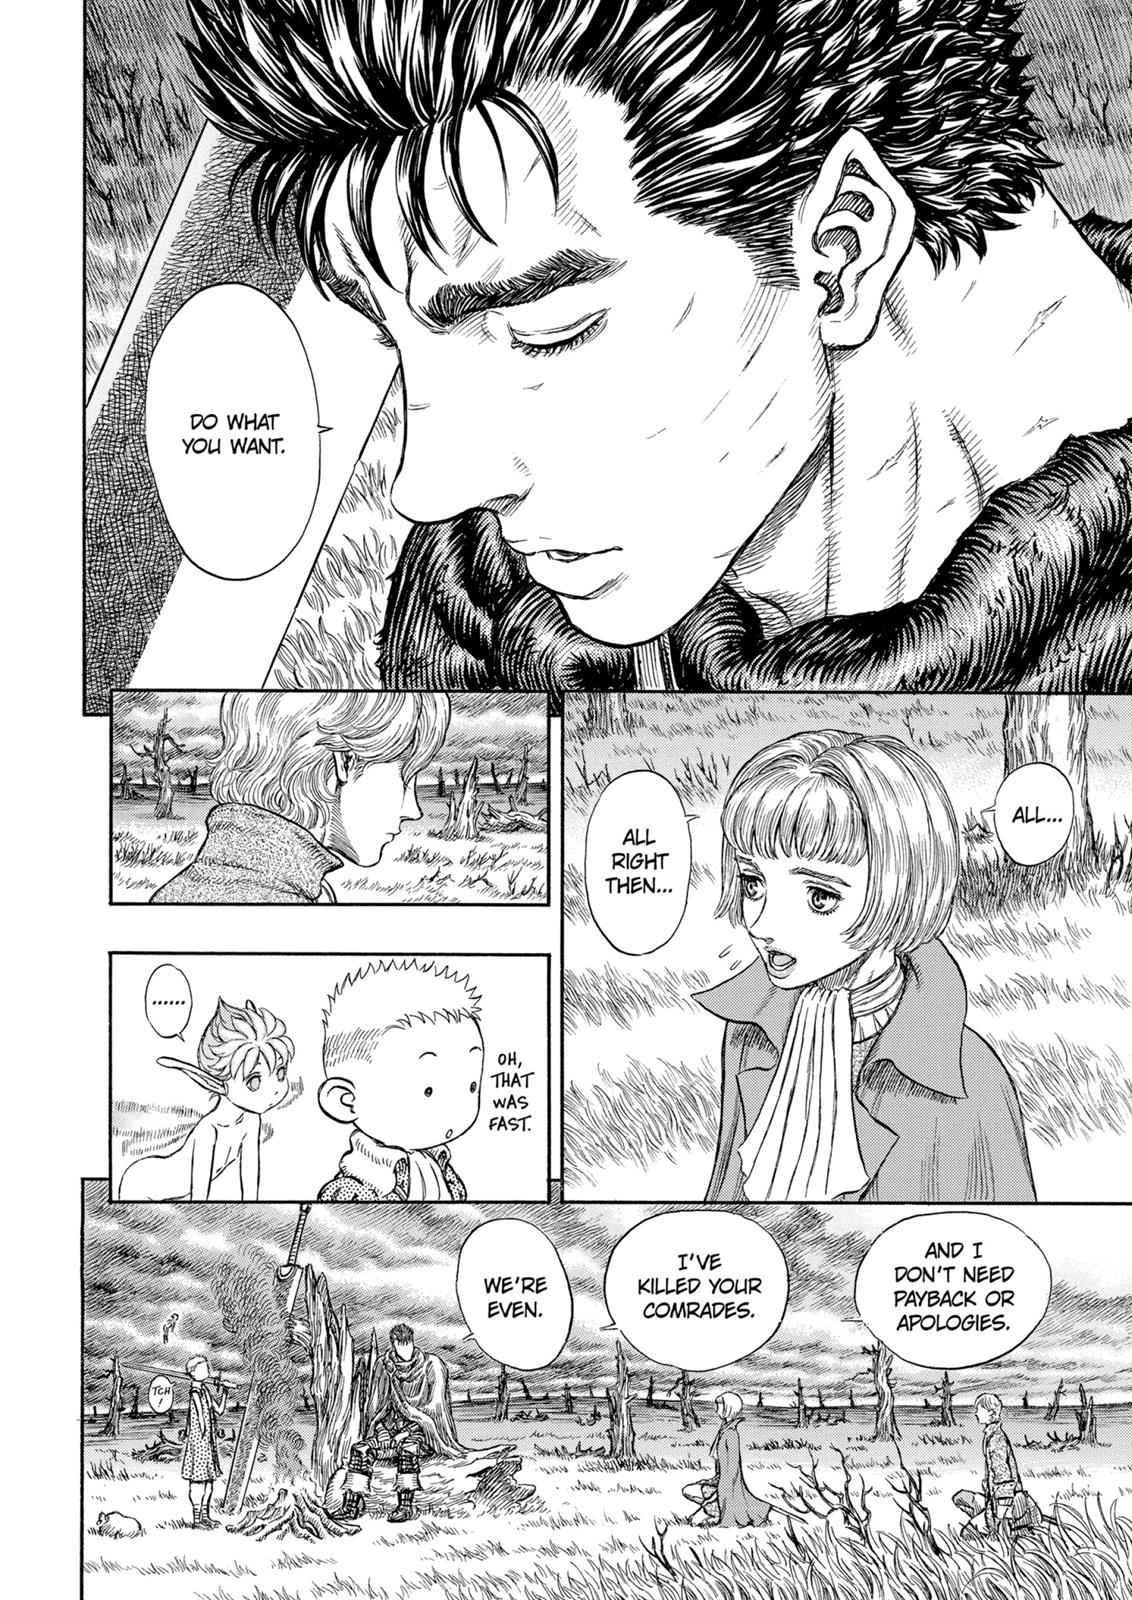 DO WHAT
YOU WANT.
ALL...
ALL
RIGHT
THEN...
......
OH,
THAT
WAS
FAST.
AND I
DON'T NEED
PAYBACK OR
APOLOGIES.
I'VE
KILLED YOUR
COMRADES.
WE'RE
EVEN.
TCH
!